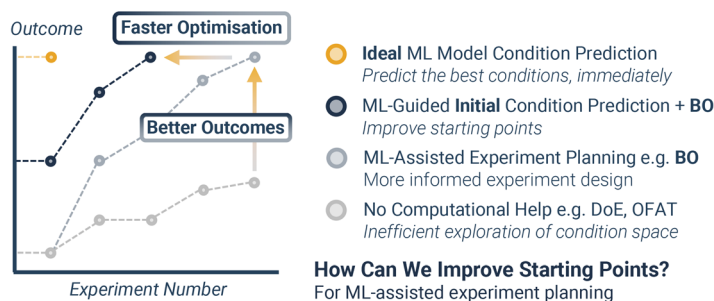 Outcome
Faster Optimisation
Better Outcomes
Experiment Number
Ideal ML Model Condition Prediction
Predict the best conditions, immediately
ML-Guided Initial Condition Prediction + BO
Improve starting points
ML-Assisted Experiment Planning e.g. BO
More informed experiment design
No Computational Help e.g. DoE, OFAT
Inefficient exploration of condition space
How Can We Improve Starting Points?
For ML-assisted experiment planning